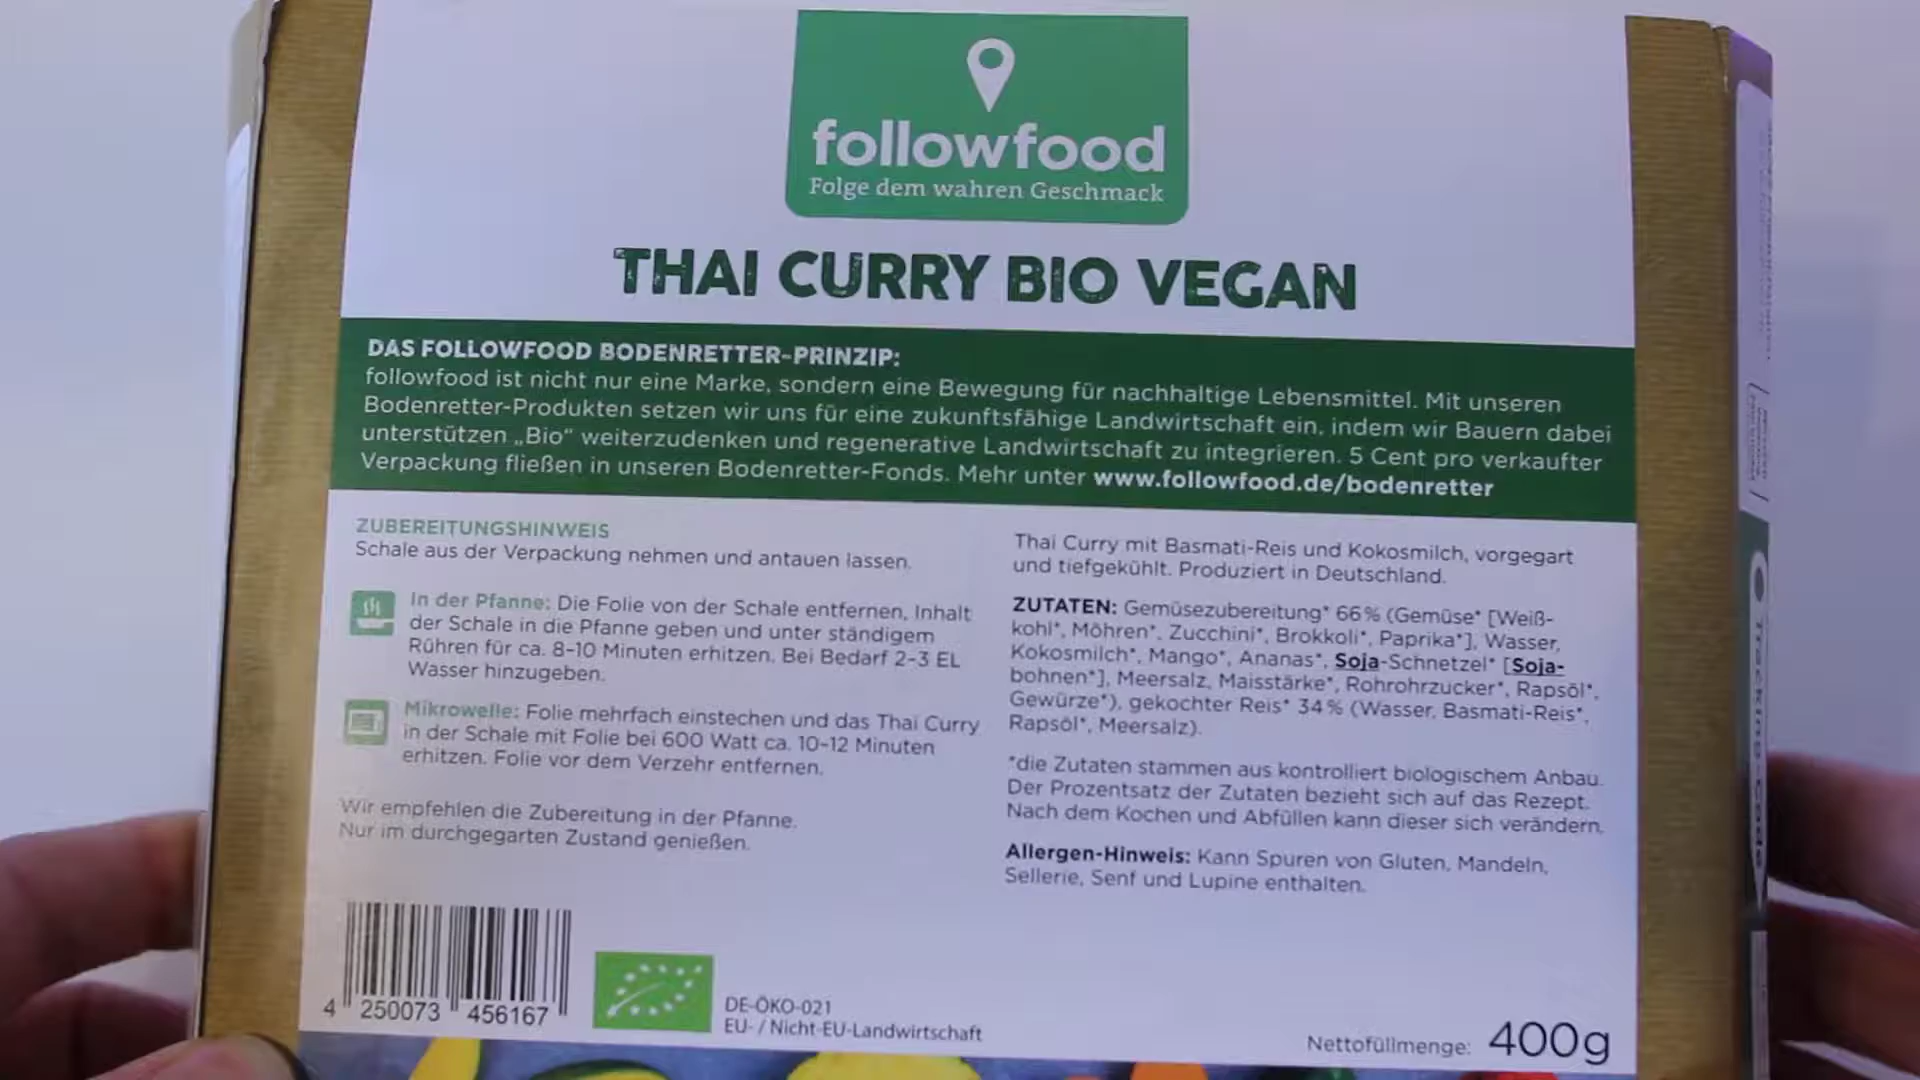 followfood
Folge dem wahren Geschmack
THAI CURRY BIO VEGAN
DAS FOLLOWFOOD BODENRETTER-PRINZIP:
followfood ist nicht nur eine Marke, sondern eine Bewegung für nachhaltige Lebensmittel. Mit unseren
Bodenretter-Produkten setzen wir uns für eine zukunftsfähige Landwirtschaft ein, indem wir Bauern dabei
unterstützen „Bio“ weiterzudenken und regenerative Landwirtschaft zu integrieren. 5 Cent pro verkaufter
Verpackung fließen in unseren Bodenretter-Fonds. Mehr unter www.followfood.de/bodenretter
ZUBEREITUNGSHINWEIS
Schale aus der Verpackung nehmen und antauen lassen.
In der Pfanne: Die Folie von der Schale entfernen, Inhalt
der Schale in die Pfanne geben und unter ständigem
Rühren für ca. 8-10 Minuten erhitzen. Bei Bedarf 2-3 EL
Wasser hinzugeben.
Mikrowelle: Folie mehrfach einstechen und das Thai Curry
in der Schale mit Folie bei 600 Watt ca. 10-12 Minuten
erhitzen. Folie vor dem Verzehr entfernen.
Wir empfehlen die Zubereitung in der Pfanne.
Nur im durchgegarten Zustand genießen.
Thai Curry mit Basmati-Reis und Kokosmilch, vorgegart
und tiefgekühlt. Produziert in Deutschland.
ZUTATEN: Gemüsezubereitung* 66% (Gemüse* [Weiß-
kohl*, Möhren*, Zucchini*, Brokkoli*, Paprika*], Wasser,
Kokosmilch*, Mango*, Ananas*, Soja-Schnetzel* [Soja-
bohnen*], Meersalz, Maisstärke*, Rohrohrzucker*, Rapsöl*,
Gewürze*), gekochter Reis* 34% (Wasser, Basmati-Reis*,
Rapsöl*, Meersalz).
*die Zutaten stammen aus kontrolliert biologischem Anbau.
Der Prozentsatz der Zutaten bezieht sich auf das Rezept.
Nach dem Kochen und Abfüllen kann dieser sich verändern.
Allergen-Hinweis: Kann Spuren von Gluten, Mandeln,
Sellerie, Senf und Lupine enthalten.
4 250073 456167
DE-ÖKO-021
EU- / Nicht-EU-Landwirtschaft
Nettofüllmenge: 400g
Tracking-Code